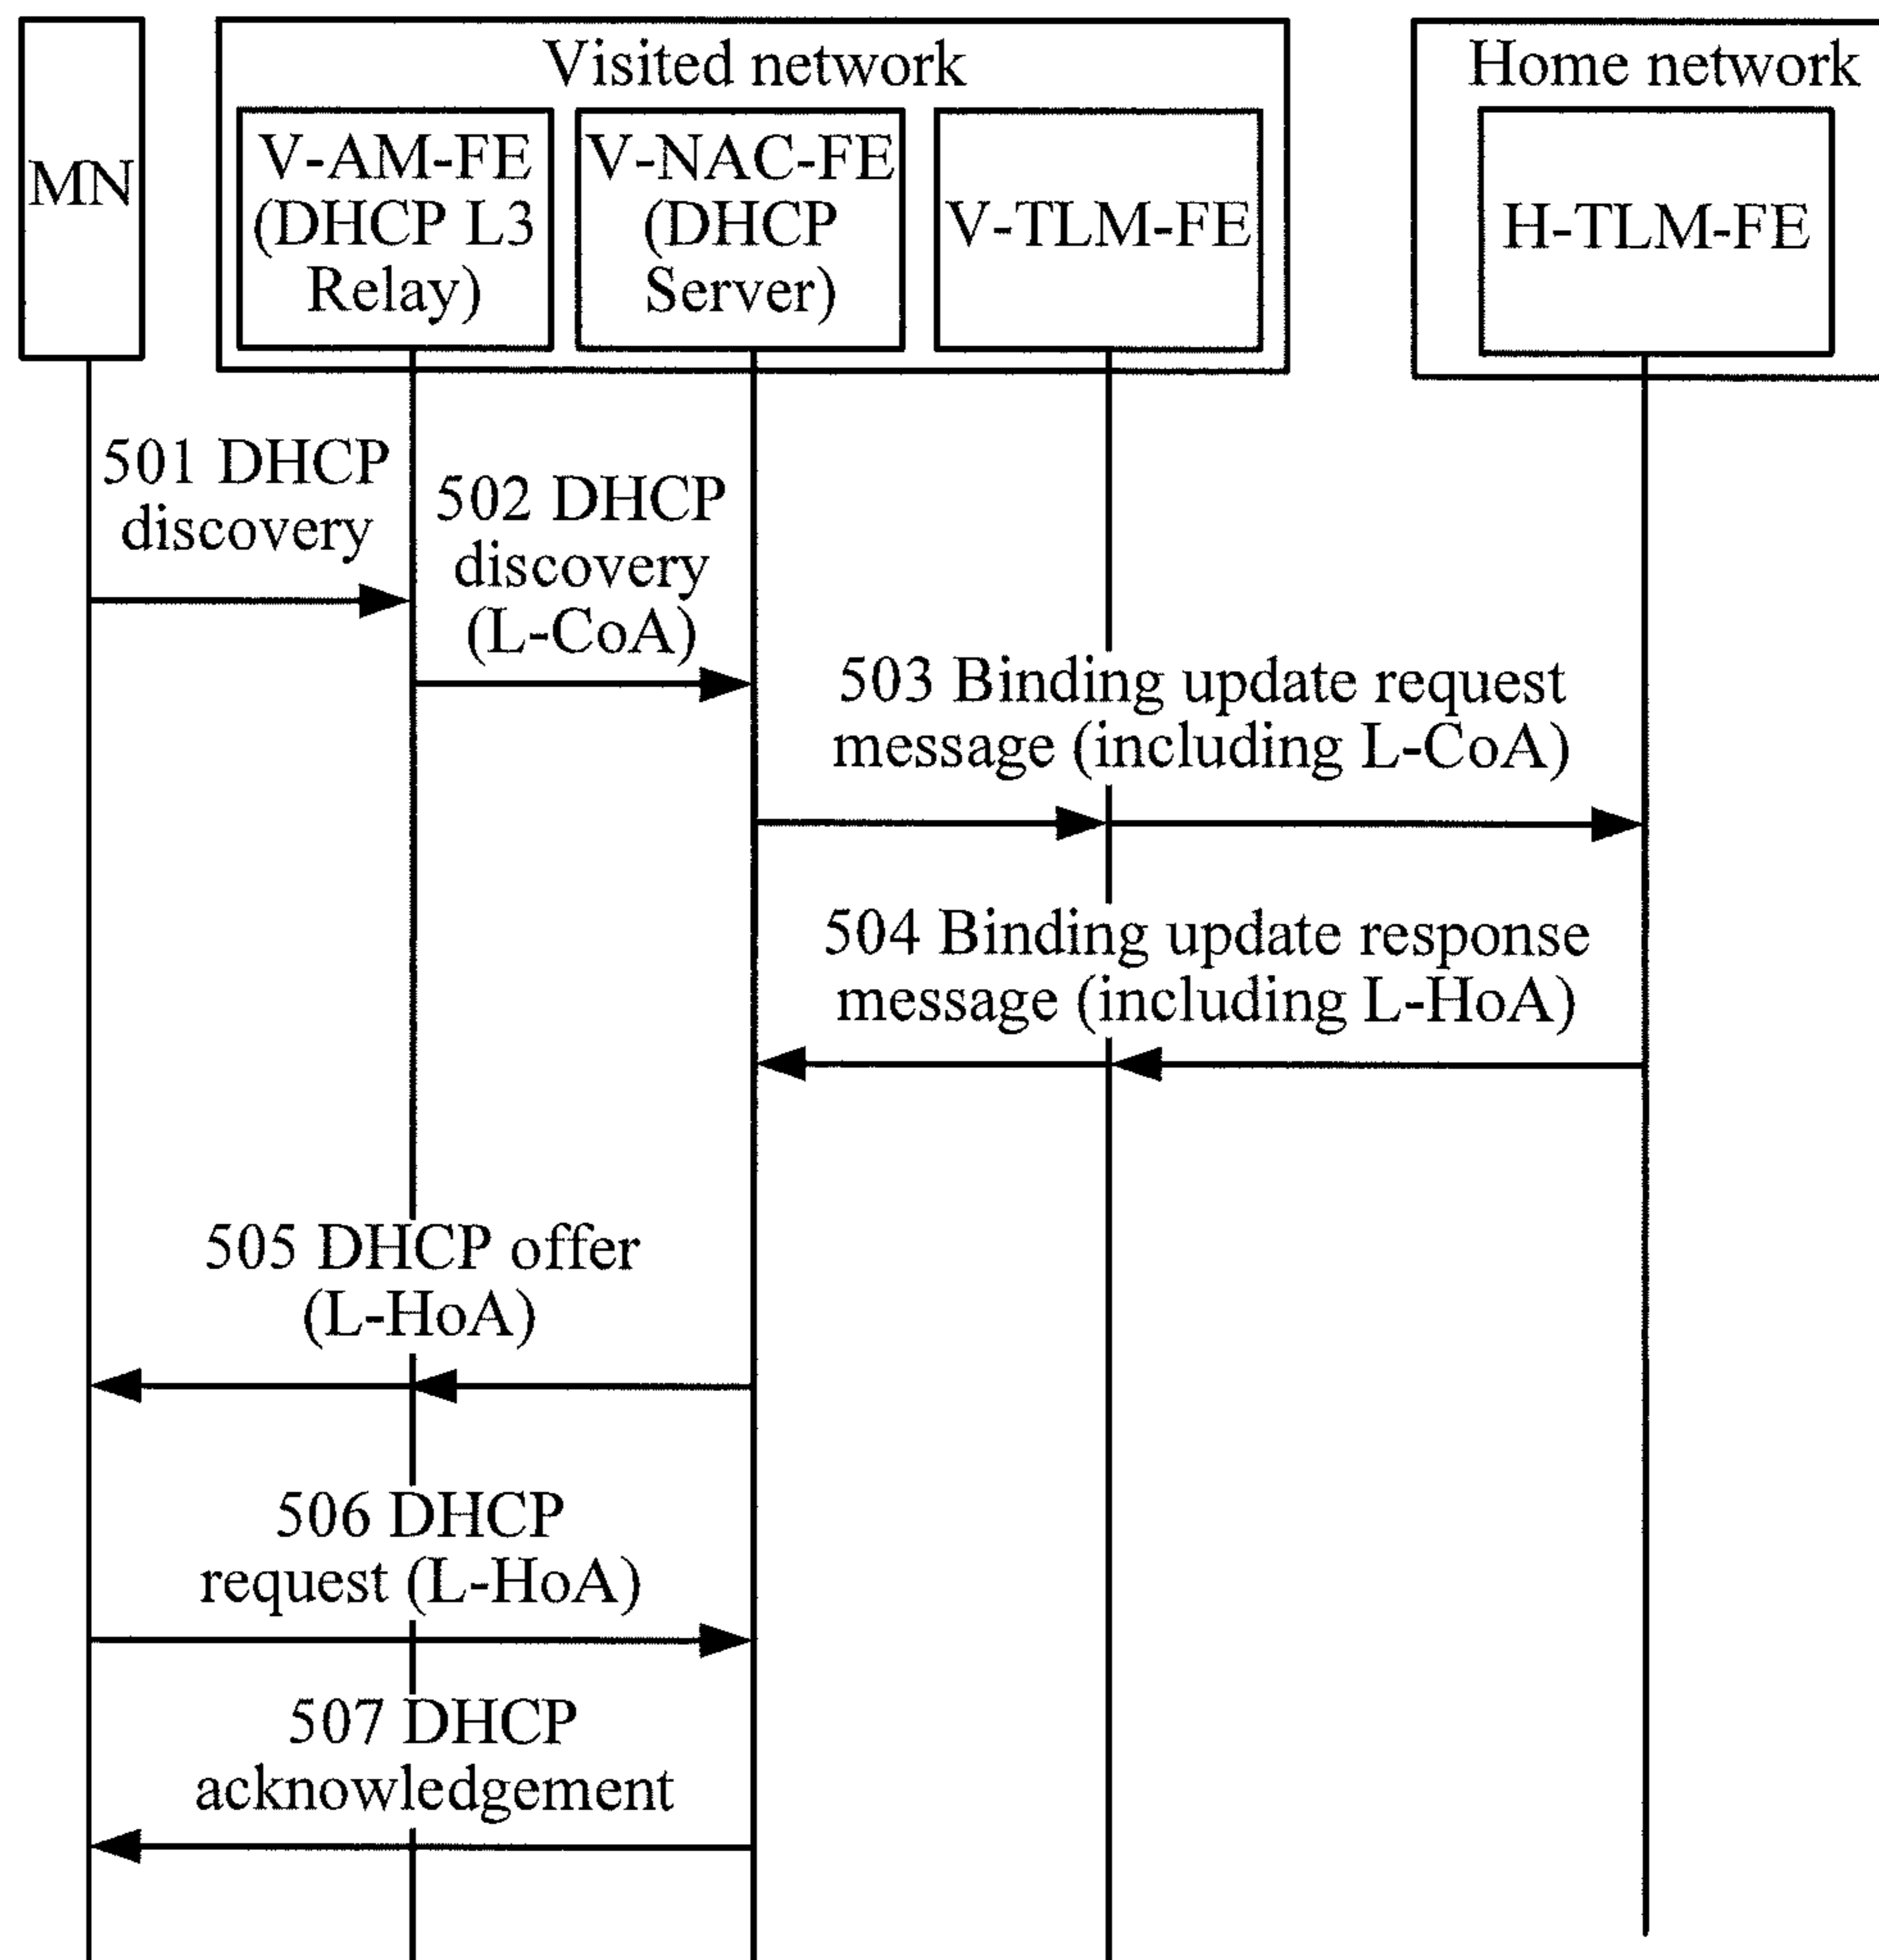 MN
Visited network
V-AM-FE
(DHCP L3
Relay)
V-NAC-FE
(DHCP
Server)
V-TLM-FE
Home network
H-TLM-FE
501 DHCP
discovery
502 DHCP
discovery
(L-CoA)
503 Binding update request
message (including L-CoA)
504 Binding update response
message (including L-HoA)
505 DHCP offer
(L-HoA)
506 DHCP
request (L-HoA)
507 DHCP
acknowledgement